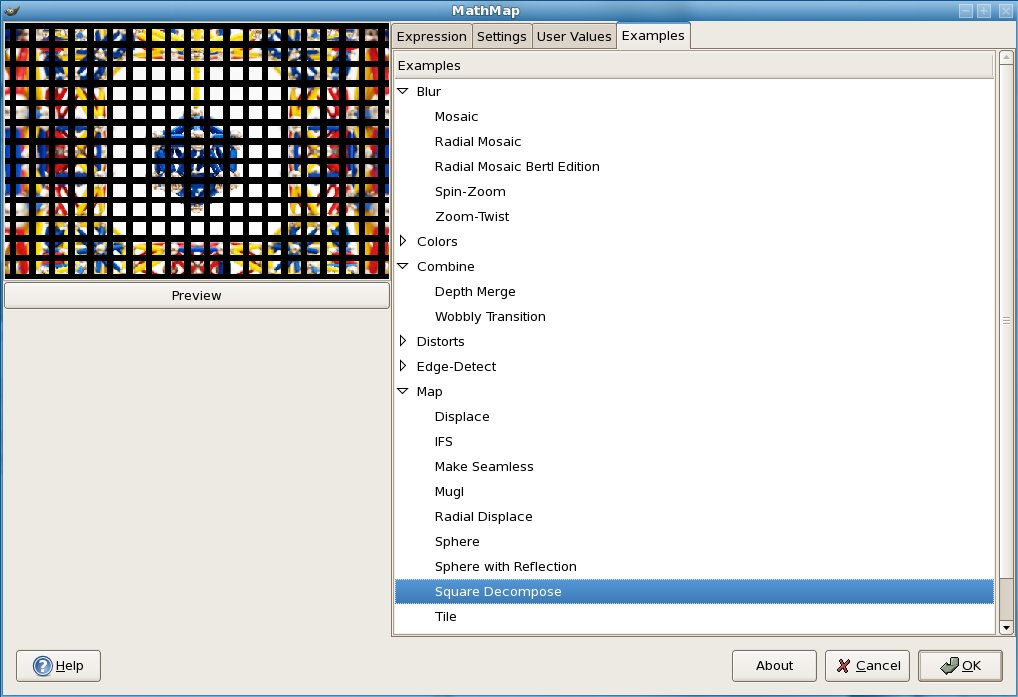 MathMap
Expression Settings User Values Examples
Examples
Blur
Mosaic
Radial Mosaic
Radial Mosaic Bertl Edition
Spin-Zoom
Zoom-Twist
Colors
Combine
Depth Merge
Wobbly Transition
Distorts
Edge-Detect
Map
Displace
IFS
Make Seamless
Mugl
Radial Displace
Sphere
Sphere with Reflection
Square Decompose
Tile
Preview
Help About Cancel OK